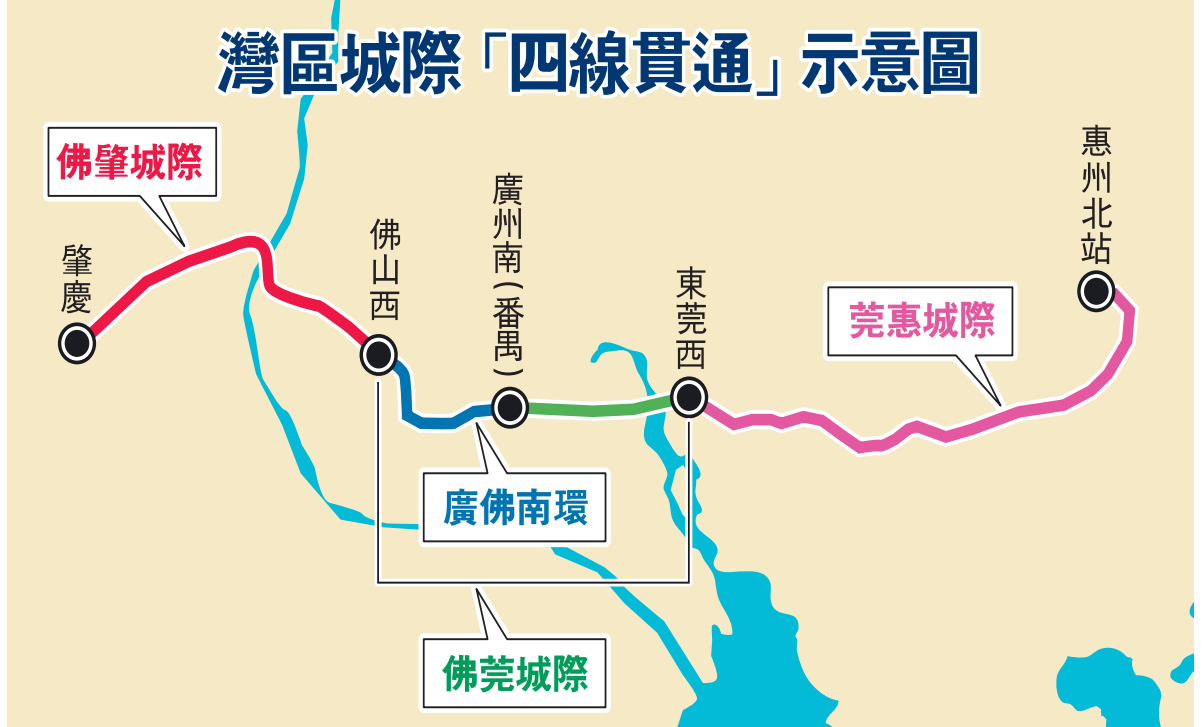 灣區城際「四線貫通」示意圖
佛肇城際
肇慶
佛山西
廣州南(番禺)
東莞西
惠州北站
莞惠城際
廣佛南環
佛莞城際